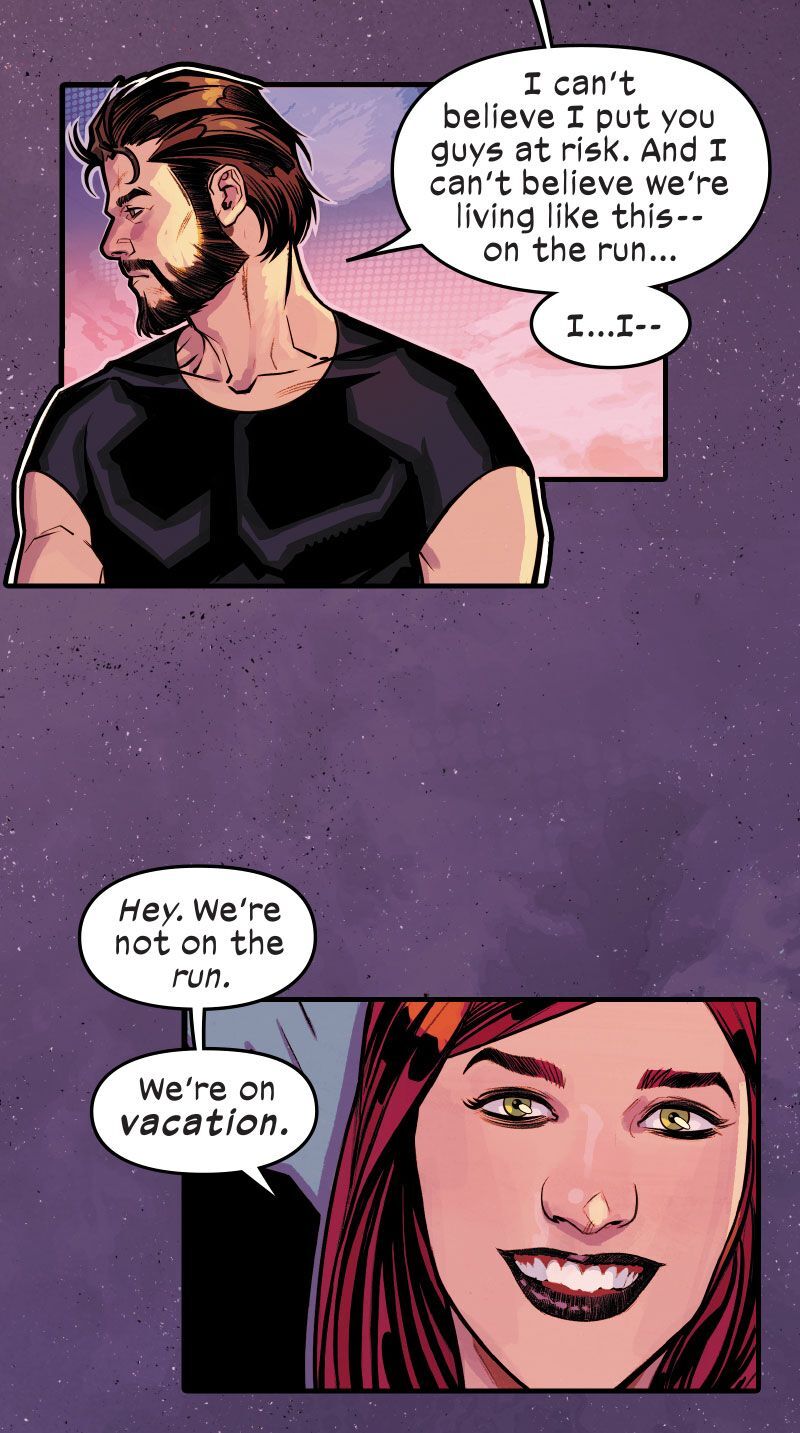 I can't
believe I put you
guys at risk. And I
can't believe we're
living like this--
on the run...
I...I--
Hey. We're
not on the
run.
We're on
vacation.